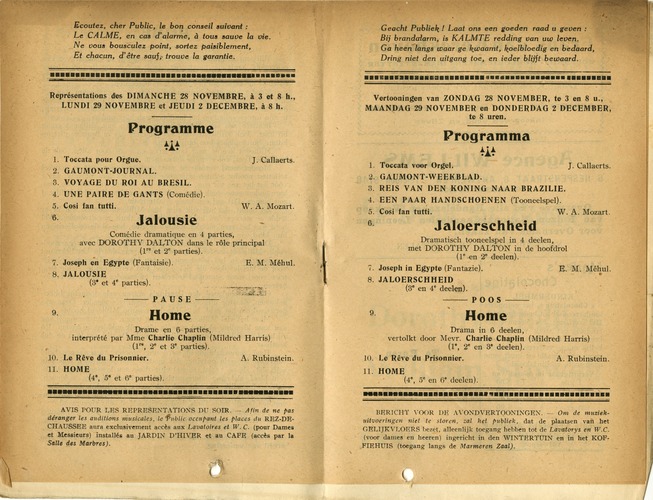 Ecoutez, cher Public, le bon conseil suivant :
Le CALME, en cas d'alarme, à tous sauve la vie.
Ne vous bousculez point, sortez paisiblement,
Et chacun, d'être sauf, trouve la garantie.
Représentations des DIMANCHE 28 NOVEMBRE, à 3 et 8 h.,
LUNDI 29 NOVEMBRE et JEUDI 2 DECEMBRE, à 8 h.
Programme
1. Toccata pour Orgue. J. Callaerts.
2. GAUMONT-JOURNAL.
3. VOYAGE DU ROI AU BRESIL.
4. UNE PAIRE DE GANTS (Comédie).
5. Cosi fan tutti. W. A. Mozart.
6. Jalousie
Comédie dramatique en 4 parties,
avec DOROTHY DALTON dans le rôle principal
(1re et 2e parties).
7. Joseph en Egypte (Fantaisie). E. M. Méhul.
8. JALOUSIE
(3e et 4e parties).
— PAUSE —
9. Home
Drame en 6 parties,
interprété par Mme Charlie Chaplin (Mildred Harris)
(1re, 2e et 3e parties).
10. Le Rêve du Prisonnier. A. Rubinstein.
11. HOME
(4e, 5e et 6e parties).
AVIS POUR LES REPRESENTATIONS DU SOIR. — Afin de ne pas
déranger les auditions musicales, le Public occupant les places du REZ-DE-
CHAUSSEE aura exclusivement accès aux Lavatoires et W. C. (pour Dames
et Messieurs) installés au JARDIN D'HIVER et au CAFE (accès par la
Salle des Marbres).
Geacht Publiek ! Laat ons een goeden raad u geven :
Bij brandalarm, is KALMTE redding van uw leven.
Ga heen langs waar ge kwaamt, koelbloedig en bedaard,
Dring niet den uitgang toe, en ieder blijft bewaard.
Vertooningen van ZONDAG 28 NOVEMBER, te 3 en 8 u.,
MAANDAG 29 NOVEMBER en DONDERDAG 2 DECEMBER,
te 8 uren.
Programma
1. Toccata voor Orgel. J. Callaerts.
2. GAUMONT-WEEKBLAD.
3. REIS VAN DEN KONING NAAR BRAZILIE.
4. EEN PAAR HANDSCHOENEN (Tooneelspel).
5. Cosi fan tutti. W. A. Mozart.
6. Jaloerschheid
Dramatisch tooneelspel in 4 deelen,
met DOROTHY DALTON in de hoofdrol
(1e en 2e deelen).
7. Joseph in Egypte (Fantazie). E. M. Méhul.
8. JALOERSCHHEID
(3e en 4e deelen).
— POOS —
9. Home
Drama in 6 deelen,
vertolkt door Mevr. Charlie Chaplin (Mildred Harris)
(1e, 2e en 3e deelen).
10. Le Rêve du Prisonnier. A. Rubinstein.
11. HOME
(4e, 5e en 6e deelen).
BERICHT VOOR DE AVONDVERTOONINGEN. — Om de muziek-
uitvoeringen niet te storen, zal het publiek, dat de plaatsen van het
GELIJKVLOERS bezet, alleenlijk toegang hebben tot de Lavatorys en W. C.
(voor dames en heeren) ingericht in den WINTERTUIN en in het KOF-
FIEHUIS (toegang langs de Marmeren Zaal).